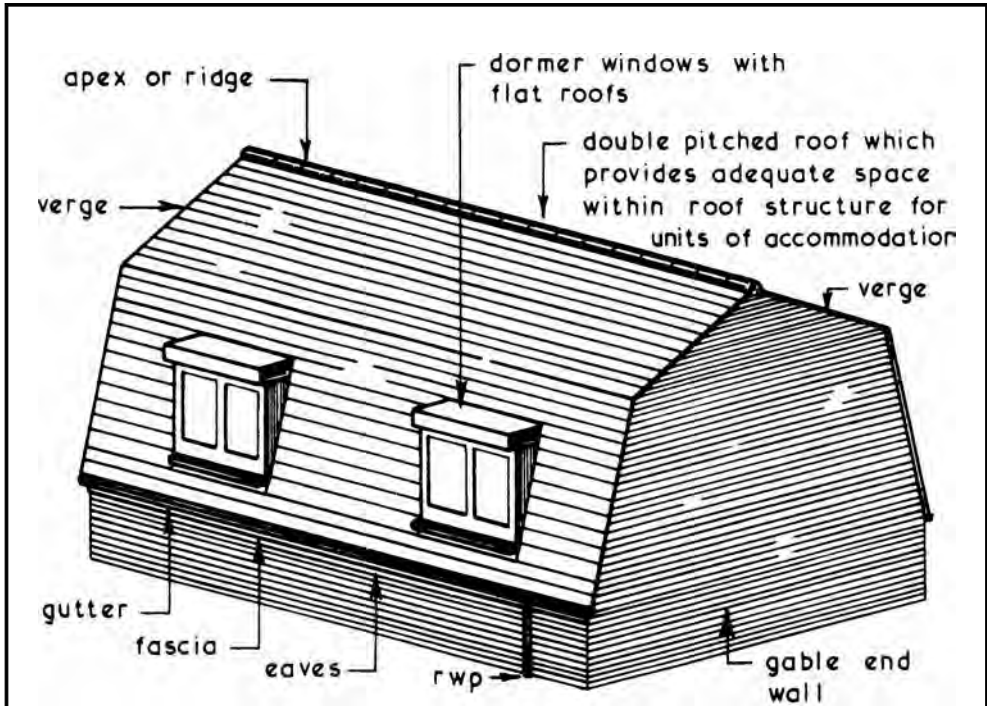 apex or ridge
dormer windows with
flat roofs
double pitched roof which
provides adequate space
within roof structure for
units of accommodation
verge
verge
gutter
fascia
eaves
rwp
gable end
wall